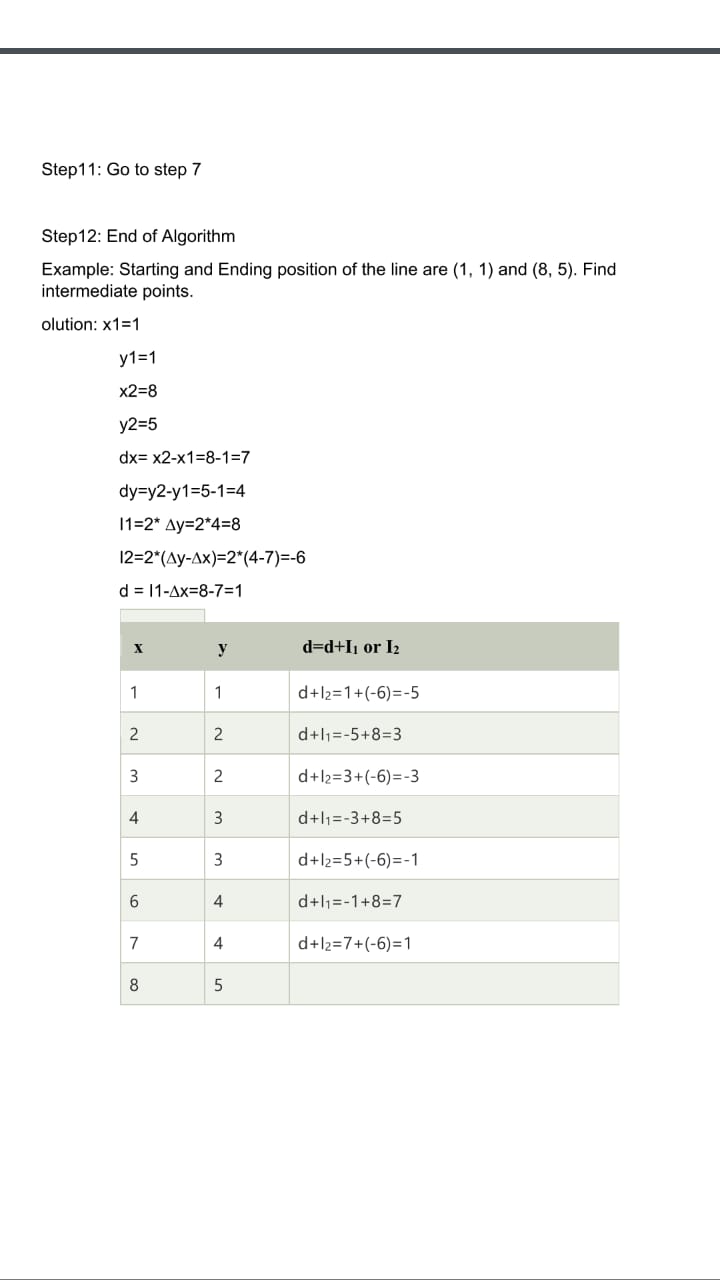 Step11: Go to step 7
Step12: End of Algorithm
Example: Starting and Ending position of the line are (1, 1) and (8, 5). Find
intermediate points.
olution: x1=1
y1=1
x2=8
y2=5
dx= x2-x1=8-1=7
dy=y2-y1=5-1=4
I1=2* ∆y=2*4=8
I2=2*(∆y-∆x)=2*(4-7)=-6
d = I1-∆x=8-7=1
x y d=d+I₁ or I₂
1 1 d+I₂=1+(-6)=-5
2 2 d+I₁=-5+8=3
3 2 d+I₂=3+(-6)=-3
4 3 d+I₁=-3+8=5
5 3 d+I₂=5+(-6)=-1
6 4 d+I₁=-1+8=7
7 4 d+I₂=7+(-6)=1
8 5